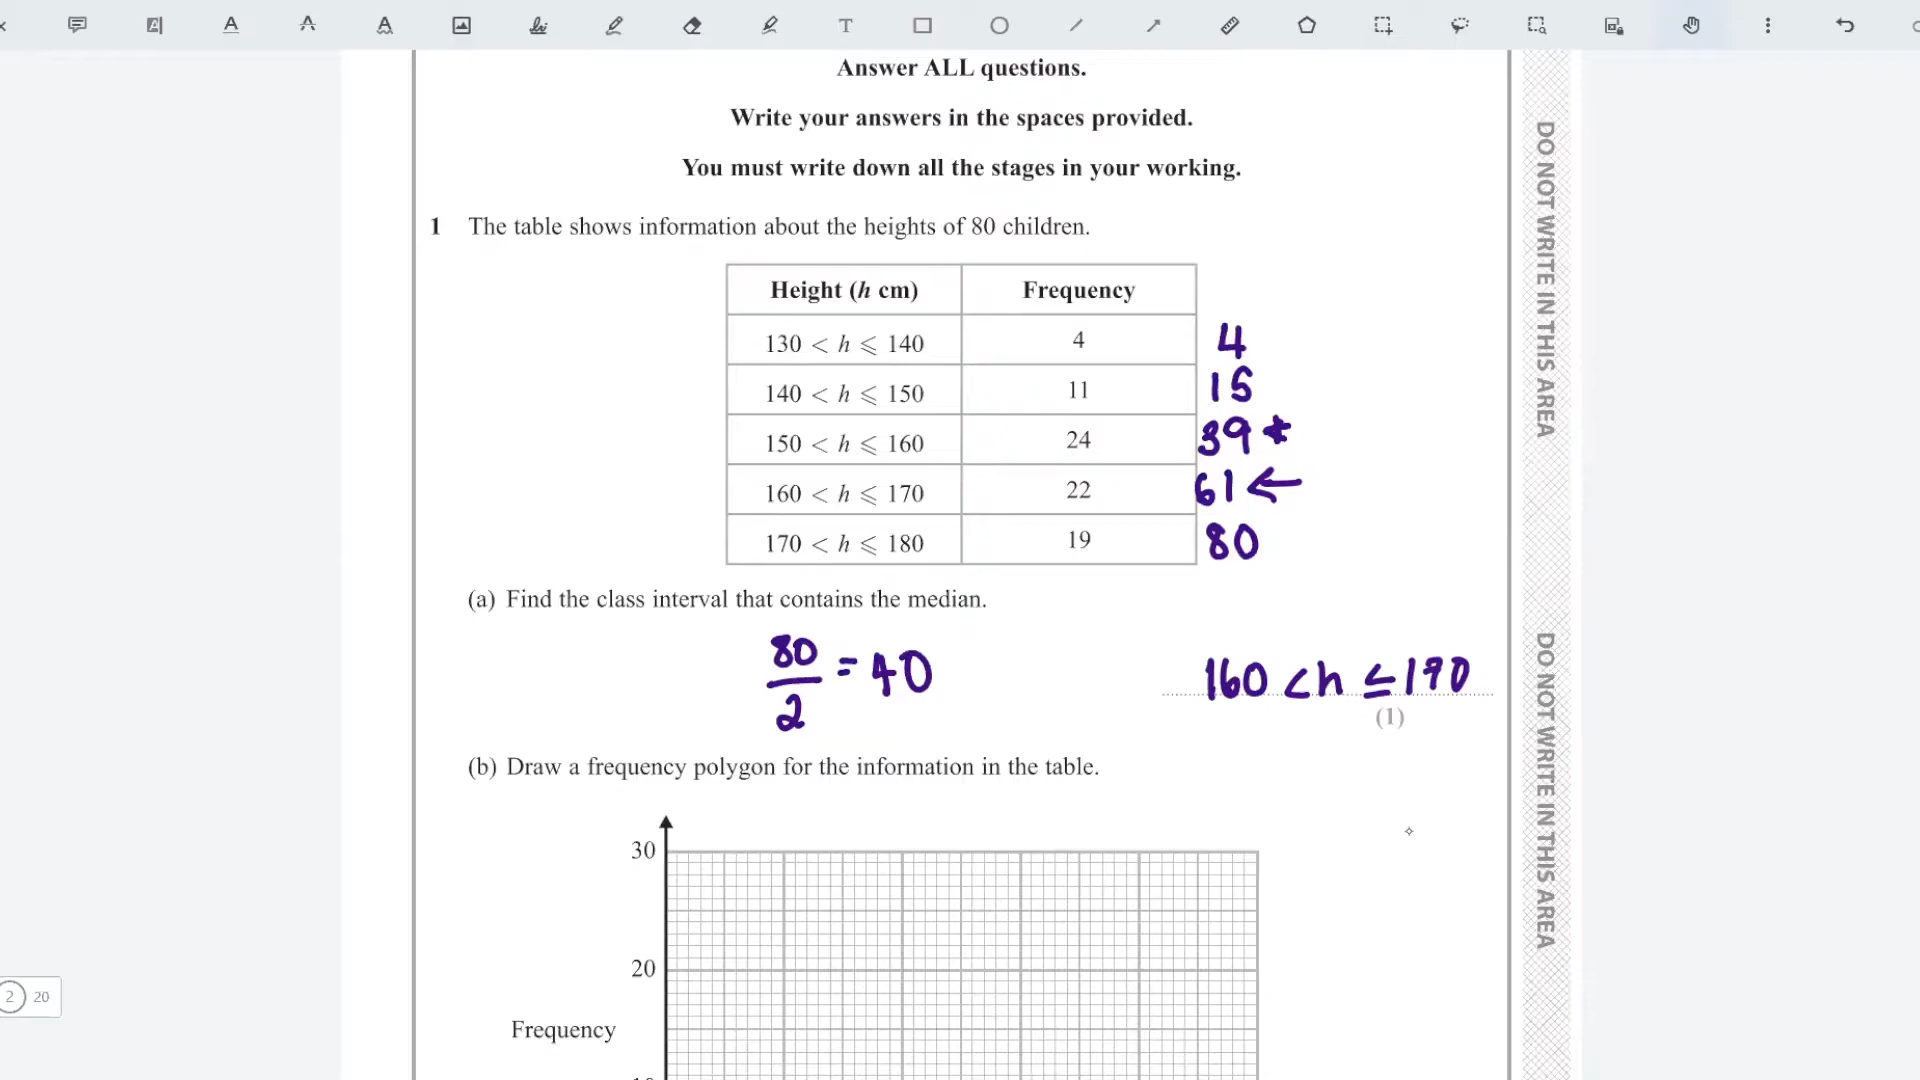 Answer ALL questions.
Write your answers in the spaces provided.
You must write down all the stages in your working.
1 The table shows information about the heights of 80 children.
Height (h cm) Frequency
130 < h ⩽ 140 4 4
140 < h ⩽ 150 11 15
150 < h ⩽ 160 24 39 *
160 < h ⩽ 170 22 61 ←
170 < h ⩽ 180 19 80
(a) Find the class interval that contains the median.
80/2 = 40
160 < h ≤ 170
(1)
(b) Draw a frequency polygon for the information in the table.
30
20
Frequency
DO NOT WRITE IN THIS AREA
DO NOT WRITE IN THIS AREA
2 20